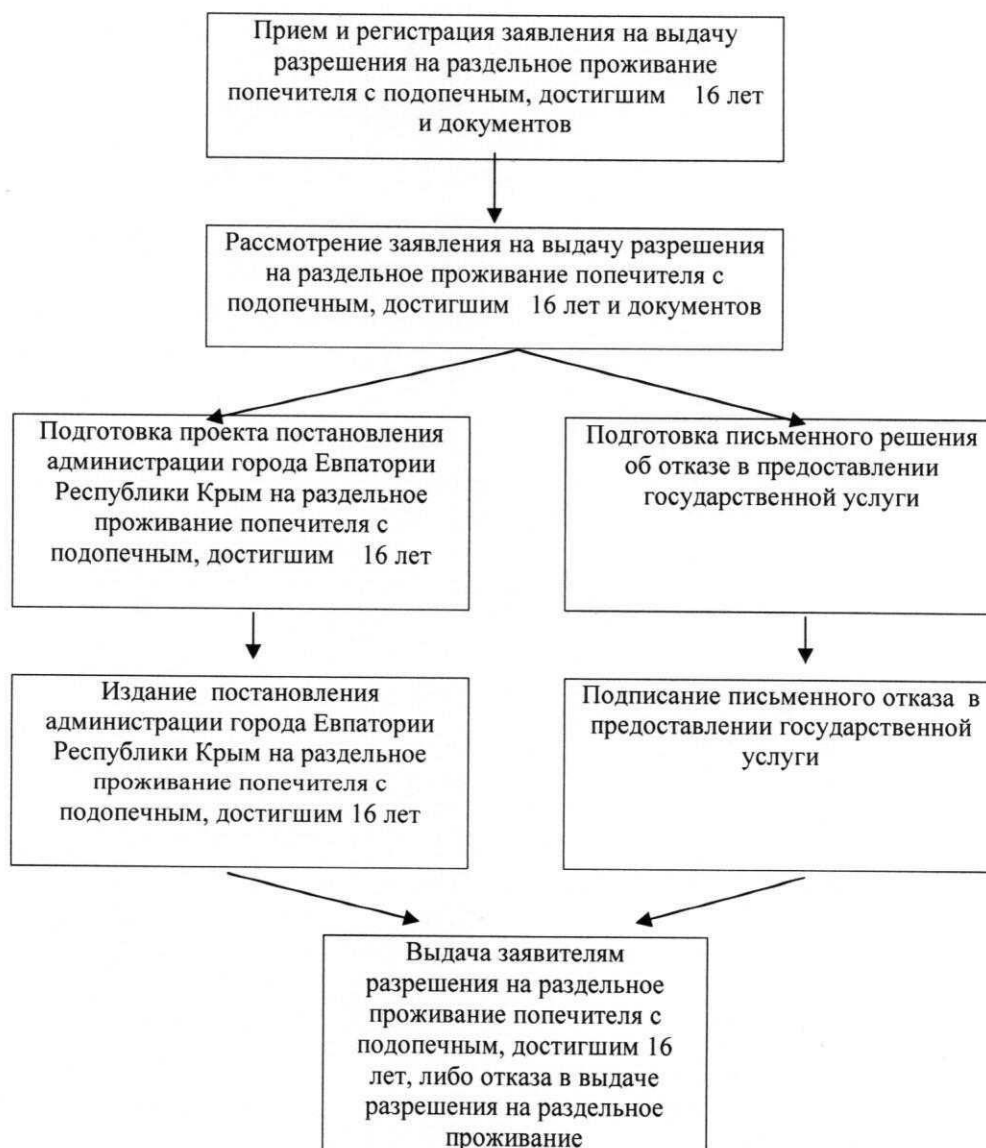 Прием и регистрация заявления на выдачу
разрешения на раздельное проживание
попечителя с подопечным, достигшим 16 лет
и документов
Рассмотрение заявления на выдачу разрешения
на раздельное проживание попечителя с
подопечным, достигшим 16 лет и документов
Подготовка проекта постановления
администрации города Евпатории
Республики Крым на раздельное
проживание попечителя с
подопечным, достигшим 16 лет
Подготовка письменного решения
об отказе в предоставлении
государственной услуги
Издание постановления
администрации города Евпатории
Республики Крым на раздельное
проживание попечителя с
подопечным, достигшим 16 лет
Подписание письменного отказа в
предоставлении государственной
услуги
Выдача заявителям
разрешения на раздельное
проживание попечителя с
подопечным, достигшим 16
лет, либо отказа в выдаче
разрешения на раздельное
проживание